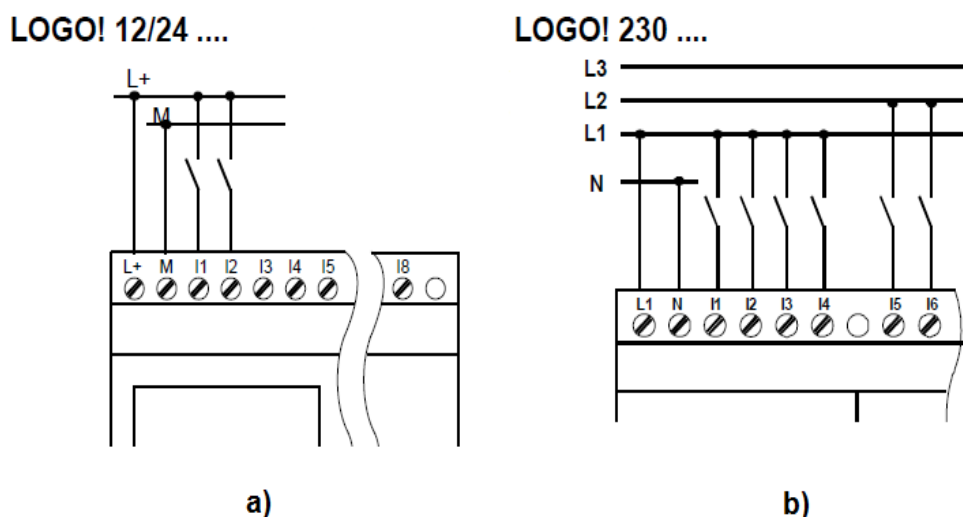 LOGO! 12/24 ....
L+
M
L+ M I1 I2 I3 I4 I5 I8
a)
LOGO! 230 ....
L3
L2
L1
N
L1 N I1 I2 I3 I4 I5 I6
b)